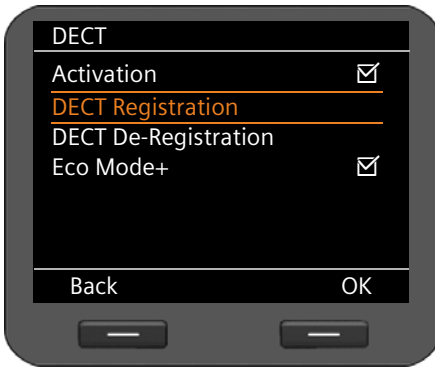 DECT
Activation
DECT Registration
DECT De-Registration
Eco Mode+
Back OK